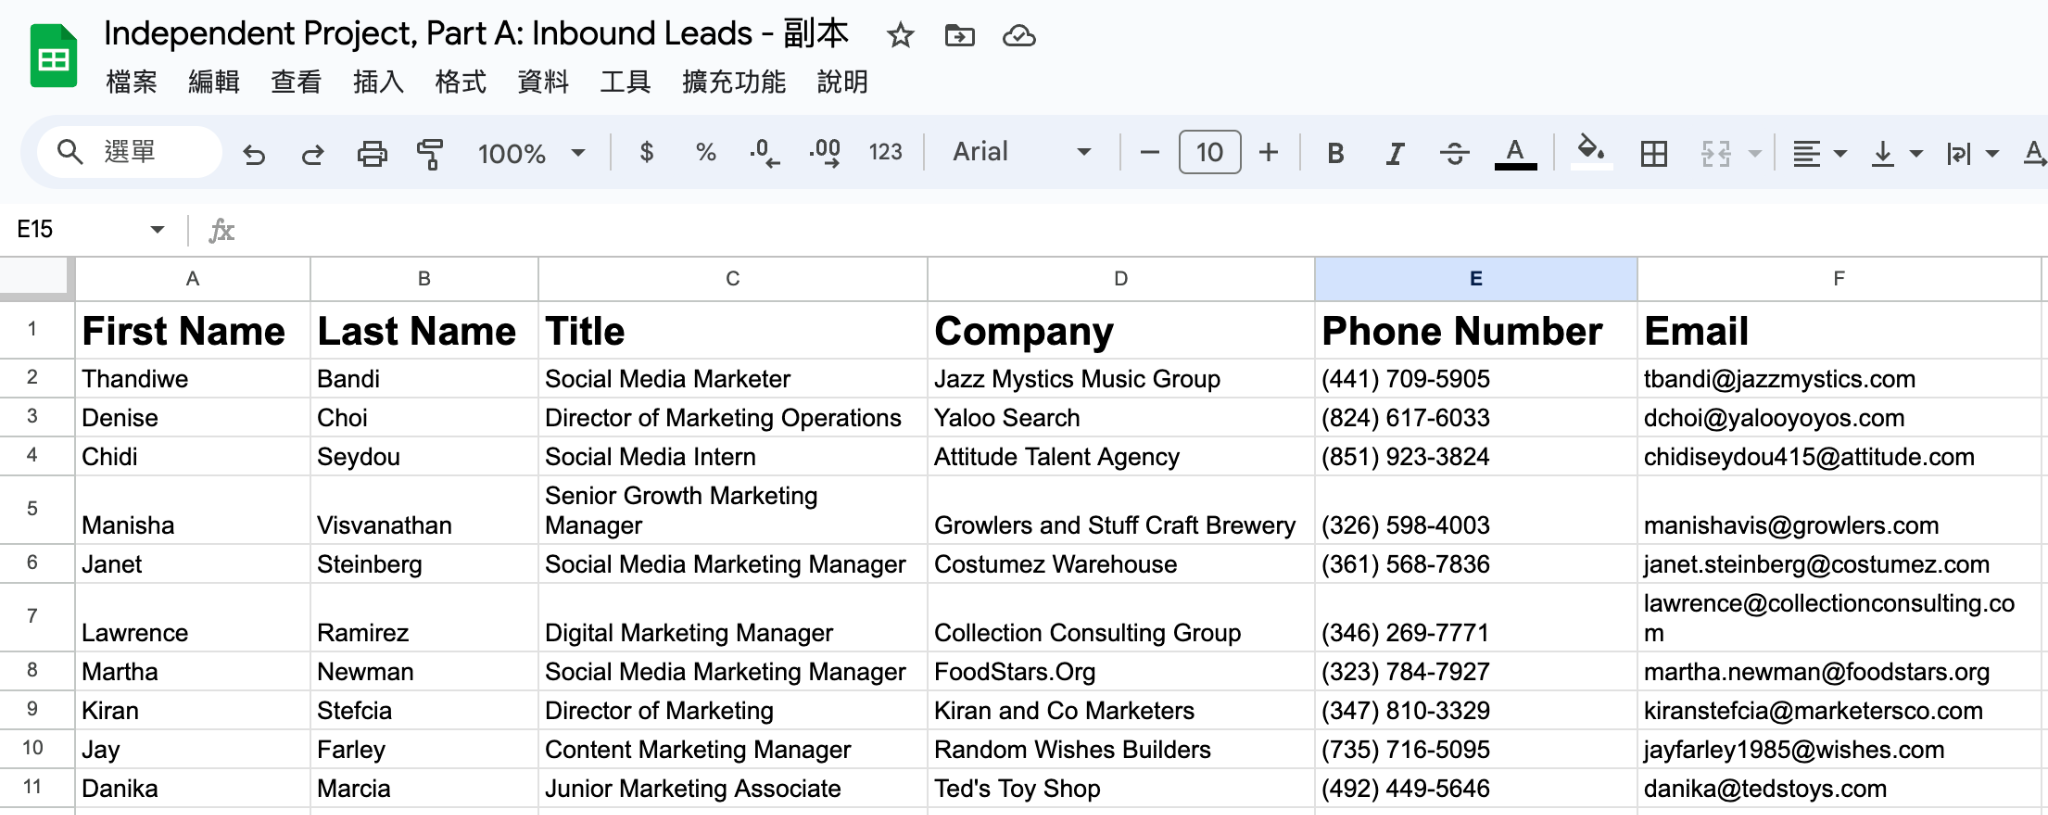 Independent Project, Part A: Inbound Leads - 副本
檔案 編輯 查看 插入 格式 資料 工具 擴充功能 說明
選單 100% $ % .0 .00 123 Arial 10 B I A A
E15 fx
A B C D E F
1 First Name Last Name Title Company Phone Number Email
2 Thandiwe Bandi Social Media Marketer Jazz Mystics Music Group (441) 709-5905 tbandi@jazzmystics.com
3 Denise Choi Director of Marketing Operations Yaloo Search (824) 617-6033 dchoi@yalooyoyos.com
4 Chidi Seydou Social Media Intern Attitude Talent Agency (851) 923-3824 chidiseydou415@attitude.com
Senior Growth Marketing
5 Manisha Visvanathan Manager Growlers and Stuff Craft Brewery (326) 598-4003 manishavis@growlers.com
6 Janet Steinberg Social Media Marketing Manager Costumez Warehouse (361) 568-7836 janet.steinberg@costumez.com
lawrence@collectionconsulting.co
7 Lawrence Ramirez Digital Marketing Manager Collection Consulting Group (346) 269-7771 m
8 Martha Newman Social Media Marketing Manager FoodStars.Org (323) 784-7927 martha.newman@foodstars.org
9 Kiran Stefcia Director of Marketing Kiran and Co Marketers (347) 810-3329 kiranstefcia@marketersco.com
10 Jay Farley Content Marketing Manager Random Wishes Builders (735) 716-5095 jayfarley1985@wishes.com
11 Danika Marcia Junior Marketing Associate Ted's Toy Shop (492) 449-5646 danika@tedstoys.com